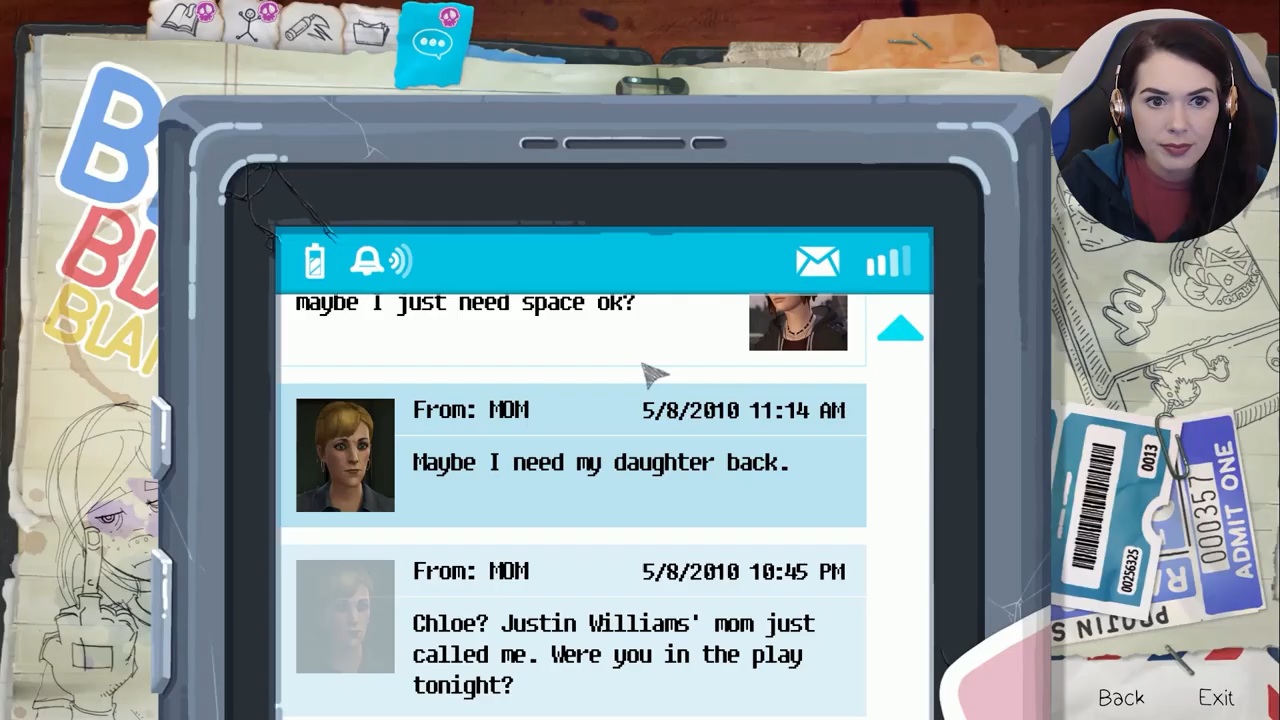 maybe I just need space ok?
From: MOM 5/8/2010 11:14 AM
Maybe I need my daughter back.
From: MOM 5/8/2010 10:45 PM
Chloe? Justin Williams' mom just
called me. Were you in the play
tonight?
0013
00256325
000357
ADMIT ONE
Back Exit